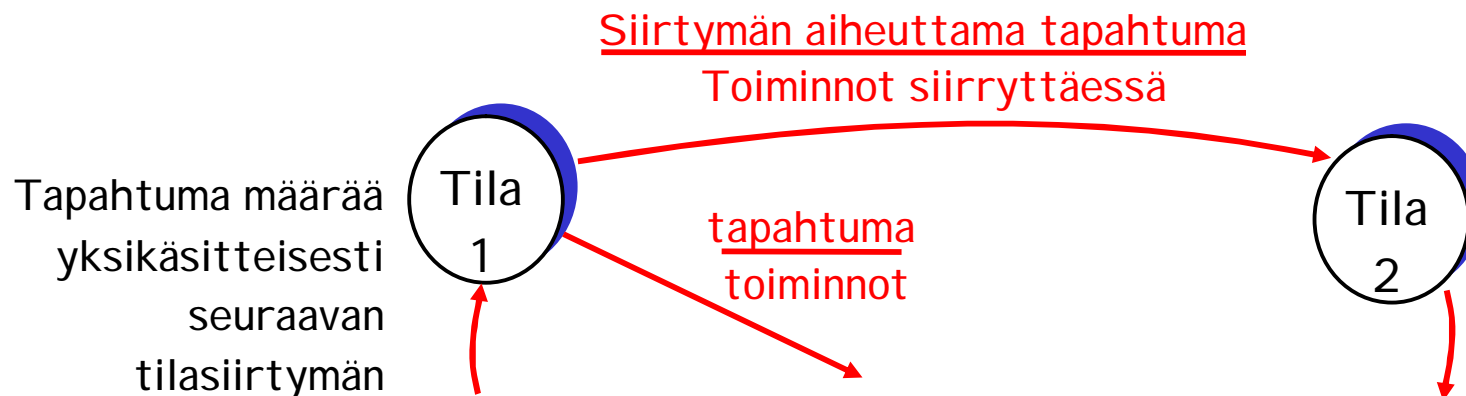 Siirtymän aiheuttama tapahtuma
Toiminnot siirryttäessä
Tapahtuma määrää
yksikäsitteisesti
seuraavan
tilasiirtymän
Tila
1
tapahtuma
toiminnot
Tila
2